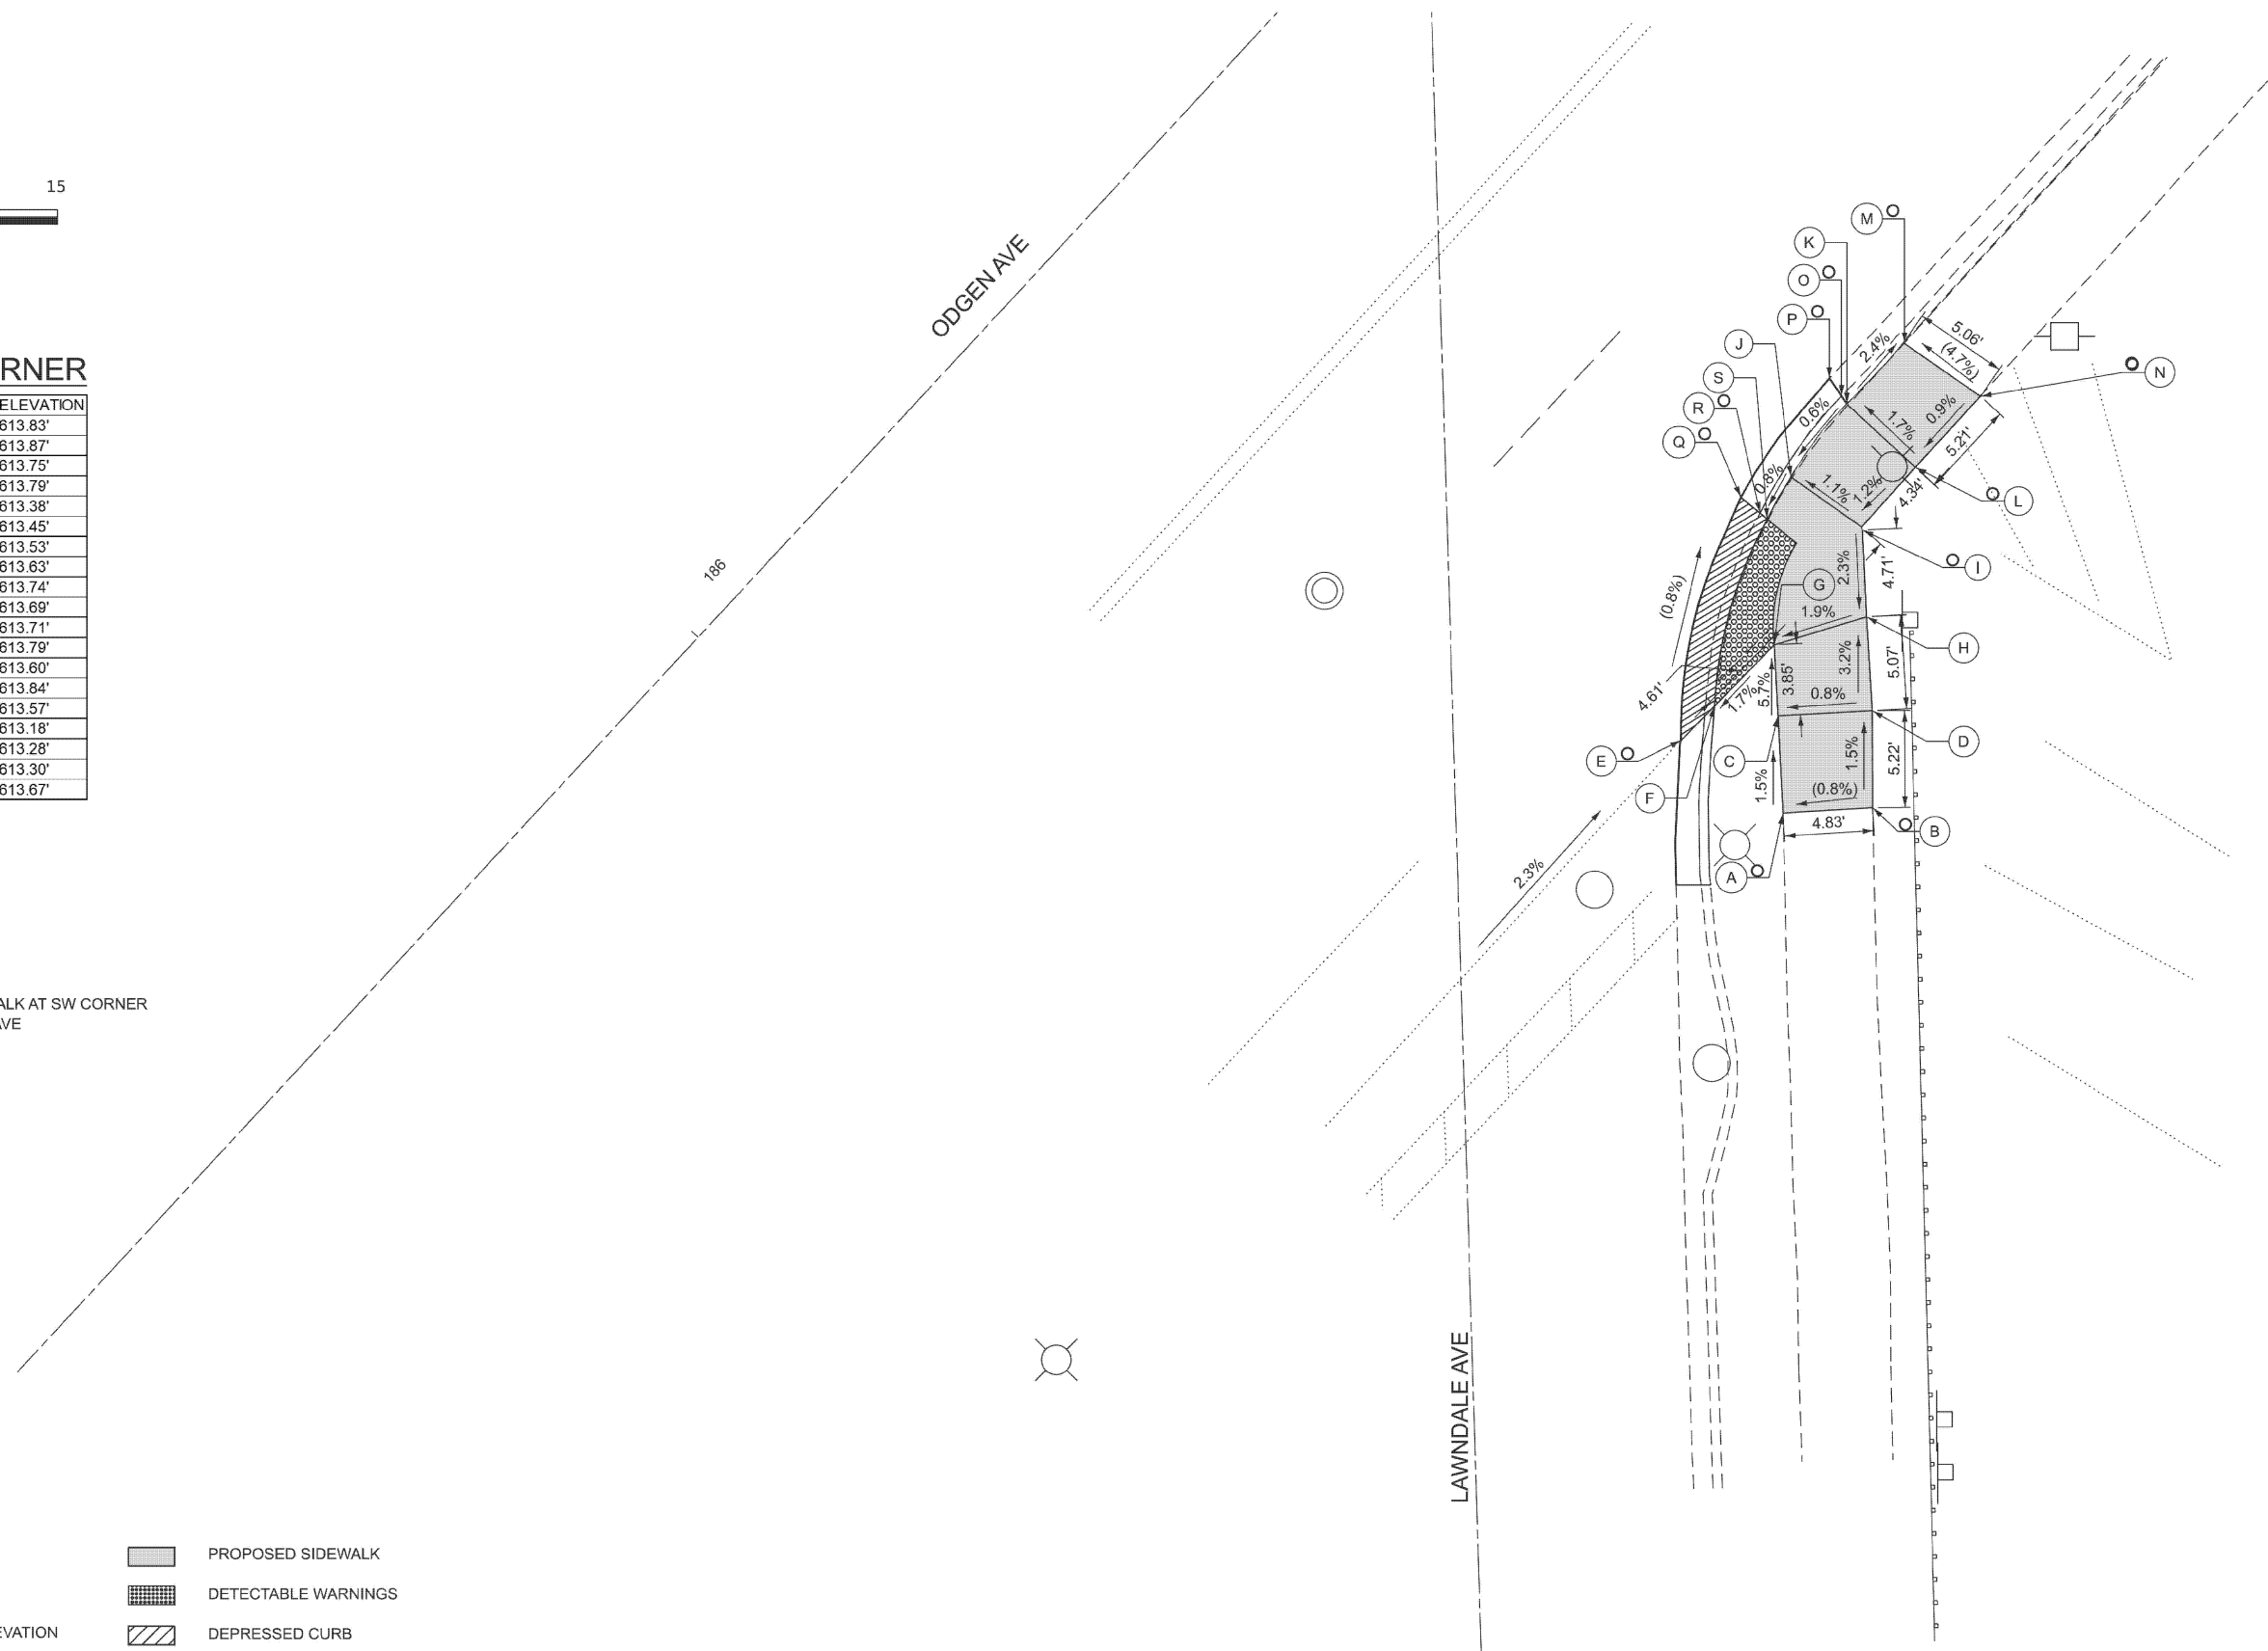 15
RNER
ELEVATION
613.83'
613.87'
613.75'
613.79'
613.38'
613.45'
613.53'
613.63'
613.74'
613.69'
613.71'
613.79'
613.60'
613.84'
613.57'
613.18'
613.28'
613.30'
613.67'
ALK AT SW CORNER
AVE
EVATION
PROPOSED SIDEWALK
DETECTABLE WARNINGS
DEPRESSED CURB
ODGEN AVE
186
LAWNDALE AVE
M
K
O
P
J
S
R
Q
N
L
I
G
H
D
E
C
F
B
A
5.06'
(4.7%)
2.4%
0.6%
1.7%
0.9%
5.21'
0.8%
1.1%
1.2%
4.34'
2.3%
4.71'
(0.8%)
1.9%
3.2%
5.07'
3.85'
5.7%
1.7%
4.61'
0.8%
1.5%
5.22'
1.5%
(0.8%)
4.83'
2.3%